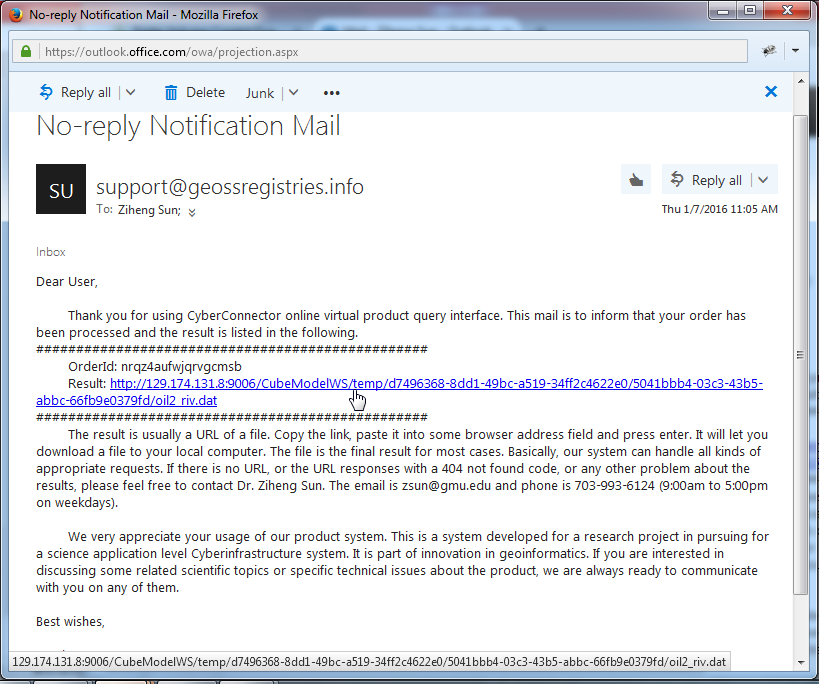 No-reply Notification Mail - Mozilla Firefox
https://outlook.office.com/owa/projection.aspx
Reply all
Delete
Junk
No-reply Notification Mail
SU
support@geossregistries.info
Reply all
To: Ziheng Sun;
Thu 1/7/2016 11:05 AM
Inbox
Dear User,
Thank you for using CyberConnector online virtual product query interface. This mail is to inform that your order has
been processed and the result is listed in the following.
################################################
OrderId: nrqz4aufwjqrvgcmsb
Result: http://129.174.131.8:9006/CubeModelWS/temp/d7496368-8dd1-49bc-a519-34ff2c4622e0/5041bbb4-03c3-43b5-
abbc-66fb9e0379fd/oil2_riv.dat
################################################
The result is usually a URL of a file. Copy the link, paste it into some browser address field and press enter. It will let you
download a file to your local computer. The file is the final result for most cases. Basically, our system can handle all kinds of
appropriate requests. If there is no URL, or the URL responses with a 404 not found code, or any other problem about the
results, please feel free to contact Dr. Ziheng Sun. The email is zsun@gmu.edu and phone is 703-993-6124 (9:00am to 5:00pm
on weekdays).
We very appreciate your usage of our product system. This is a system developed for a research project in pursuing for
a science application level Cyberinfrastructure system. It is part of innovation in geoinformatics. If you are interested in
discussing some related scientific topics or specific technical issues about the product, we are always ready to communicate
with you on any of them.
Best wishes,
129.174.131.8:9006/CubeModelWS/temp/d7496368-8dd1-49bc-a519-34ff2c4622e0/5041bbb4-03c3-43b5-abbc-66fb9e0379fd/oil2_riv.dat